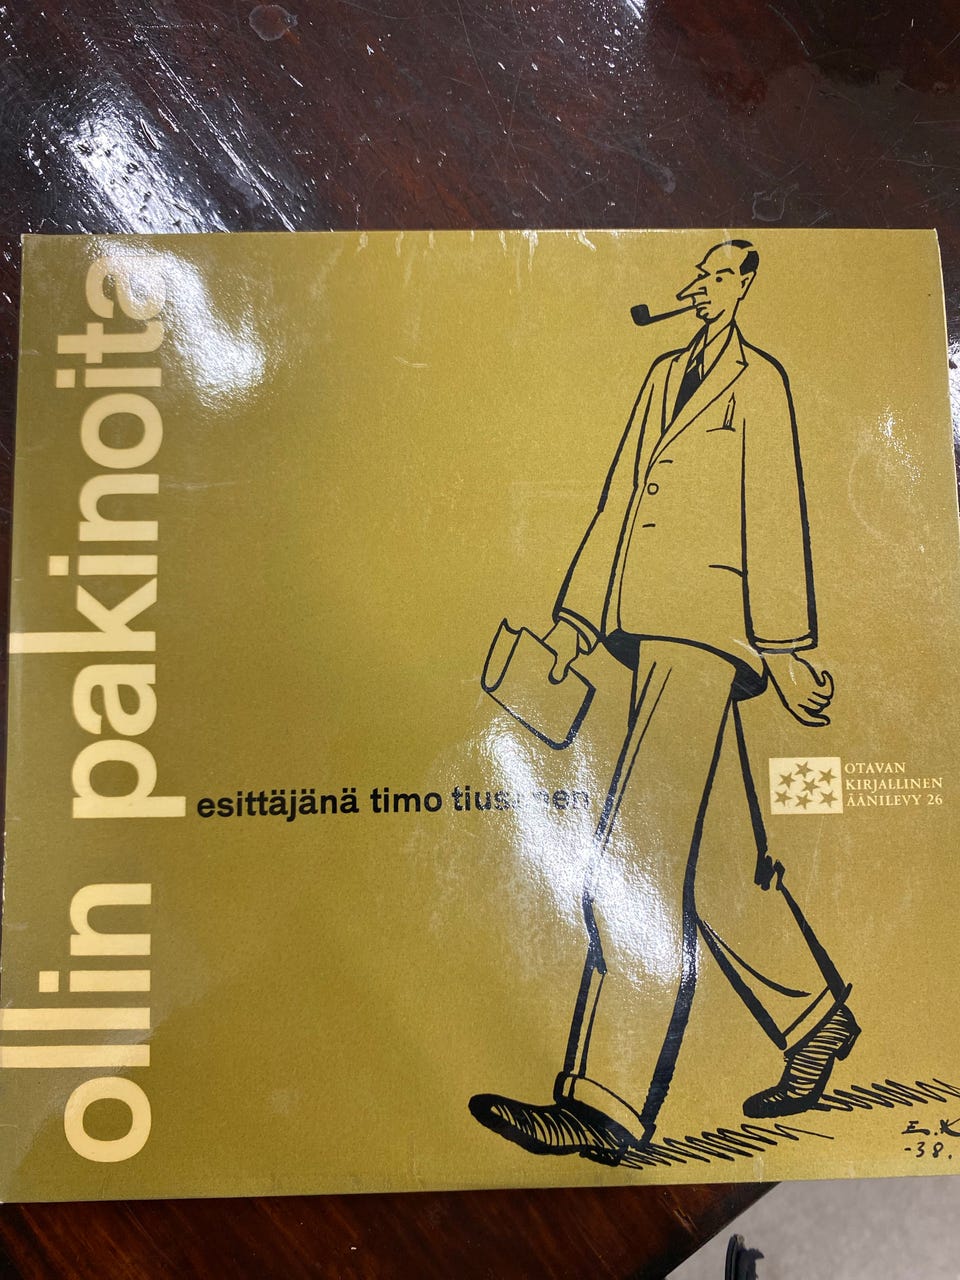 ollin pakinoita
esittäjänä timo
OTAVAN
KIRJALLINEN
ÄÄNILEVY 26
E.K
-38.